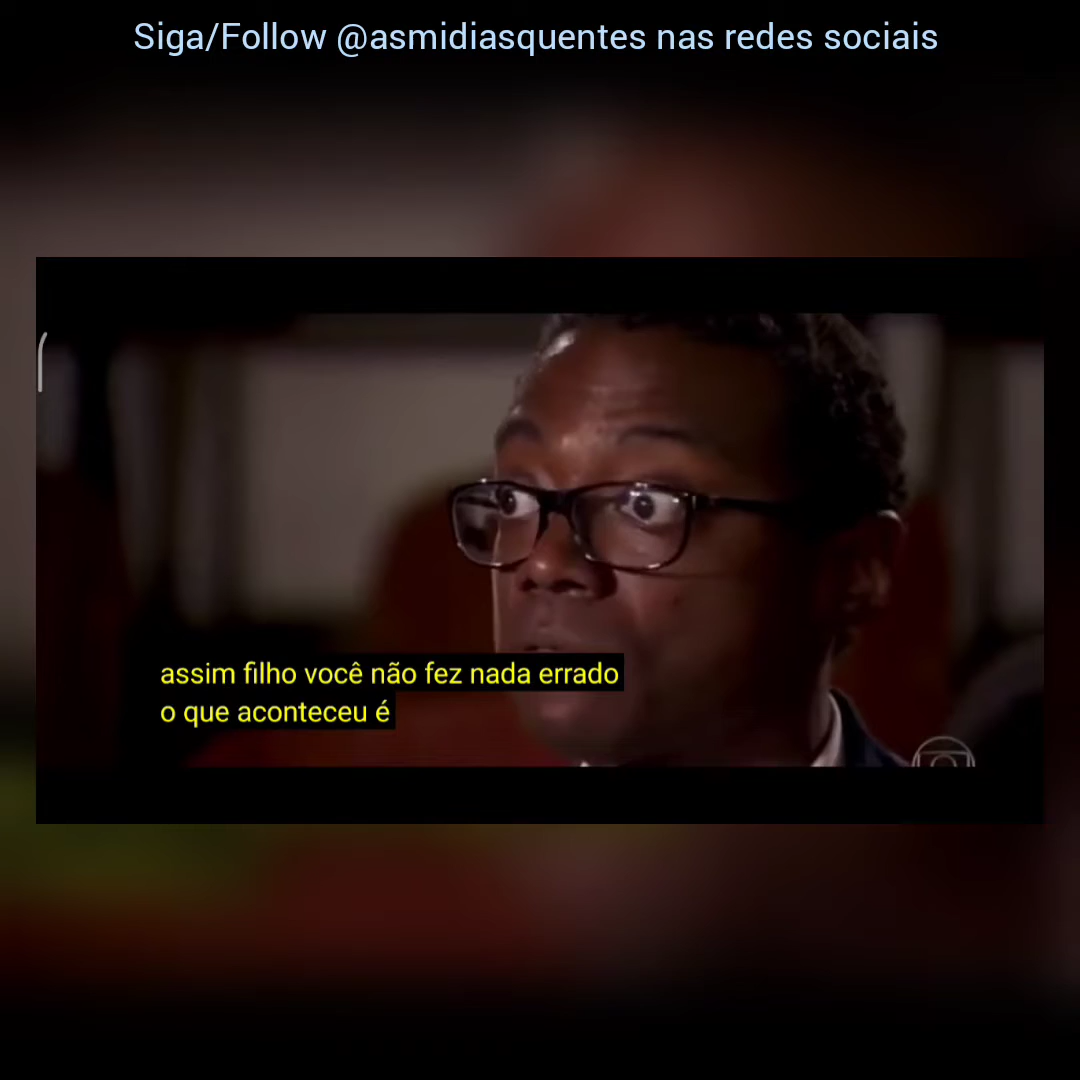 Siga/Follow @asmidiasquentes nas redes sociais
assim filho você não fez nada errado
o que aconteceu é